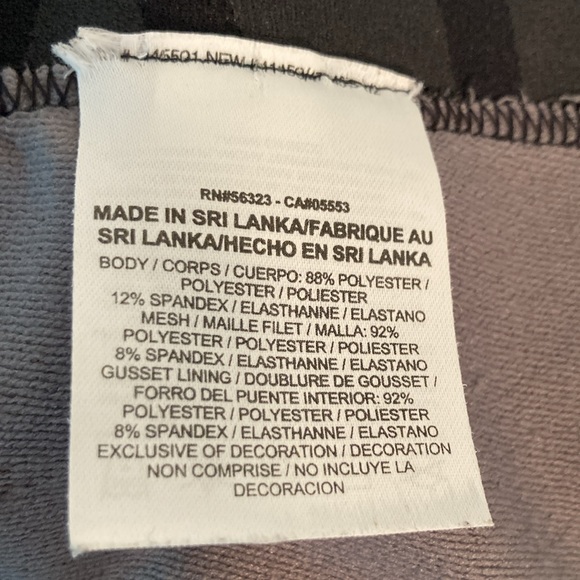 RN#56323 - CA#05553
MADE IN SRI LANKA/FABRIQUE AU
SRI LANKA/HECHO EN SRI LANKA
BODY / CORPS / CUERPO: 88% POLYESTER /
POLYESTER / POLIESTER
12% SPANDEX / ELASTHANNE / ELASTANO
MESH / MAILLE FILET / MALLA: 92%
POLYESTER / POLYESTER / POLIESTER
8% SPANDEX / ELASTHANNE / ELASTANO
GUSSET LINING / DOUBLURE DE GOUSSET /
FORRO DEL PUENTE INTERIOR: 92%
POLYESTER / POLYESTER / POLIESTER
8% SPANDEX / ELASTHANNE / ELASTANO
EXCLUSIVE OF DECORATION / DECORATION
NON COMPRISE / NO INCLUYE LA
DECORACION